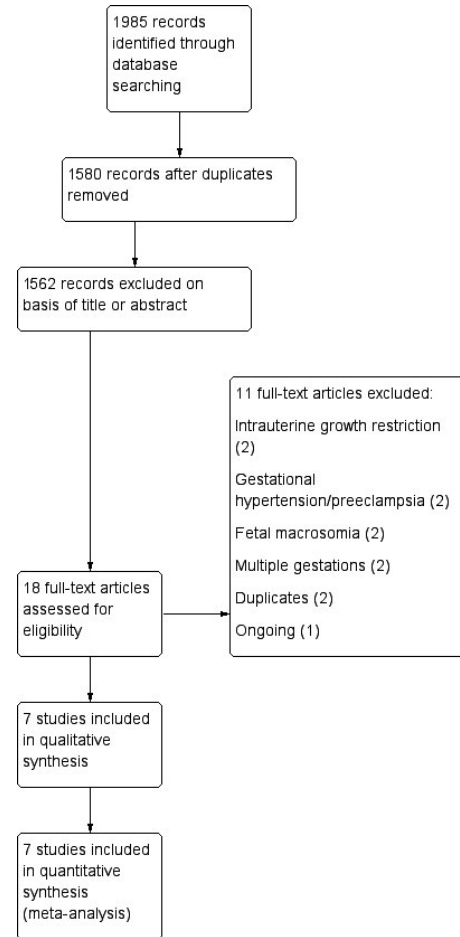 1985 records
identified through
database
searching
1580 records after duplicates
removed
1562 records excluded on
basis of title or abstract
11 full-text articles excluded:
Intrauterine growth restriction
(2)
Gestational
hypertension/preeclampsia (2)
Fetal macrosomia (2)
Multiple gestations (2)
Duplicates (2)
Ongoing (1)
18 full-text articles
assessed for
eligibility
7 studies included
in qualitative
synthesis
7 studies included
in quantitative
synthesis
(meta-analysis)